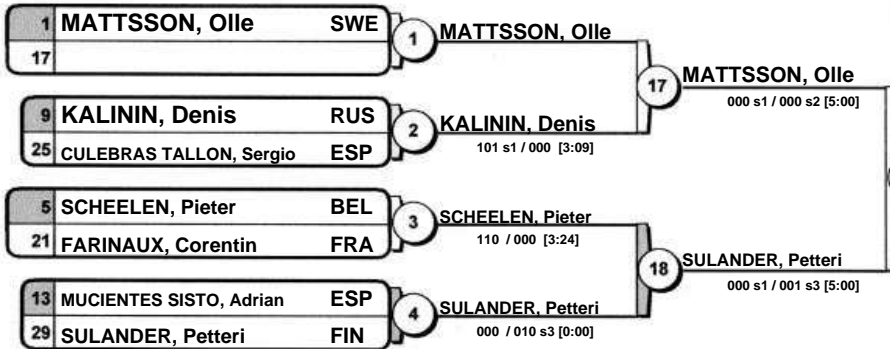 1 MATTSSON, Olle SWE
17
1
MATTSSON, Olle
9 KALININ, Denis RUS
25 CULEBRAS TALLON, Sergio ESP
2
KALININ, Denis
101 s1 / 000 [3:09]
17
MATTSSON, Olle
000 s1 / 000 s2 [5:00]
5 SCHEELEN, Pieter BEL
21 FARINAUX, Corentin FRA
3
SCHEELEN, Pieter
110 / 000 [3:24]
13 MUCIENTES SISTO, Adrian ESP
29 SULANDER, Petteri FIN
4
SULANDER, Petteri
000 / 010 s3 [0:00]
18
SULANDER, Petteri
000 s1 / 001 s3 [5:00]